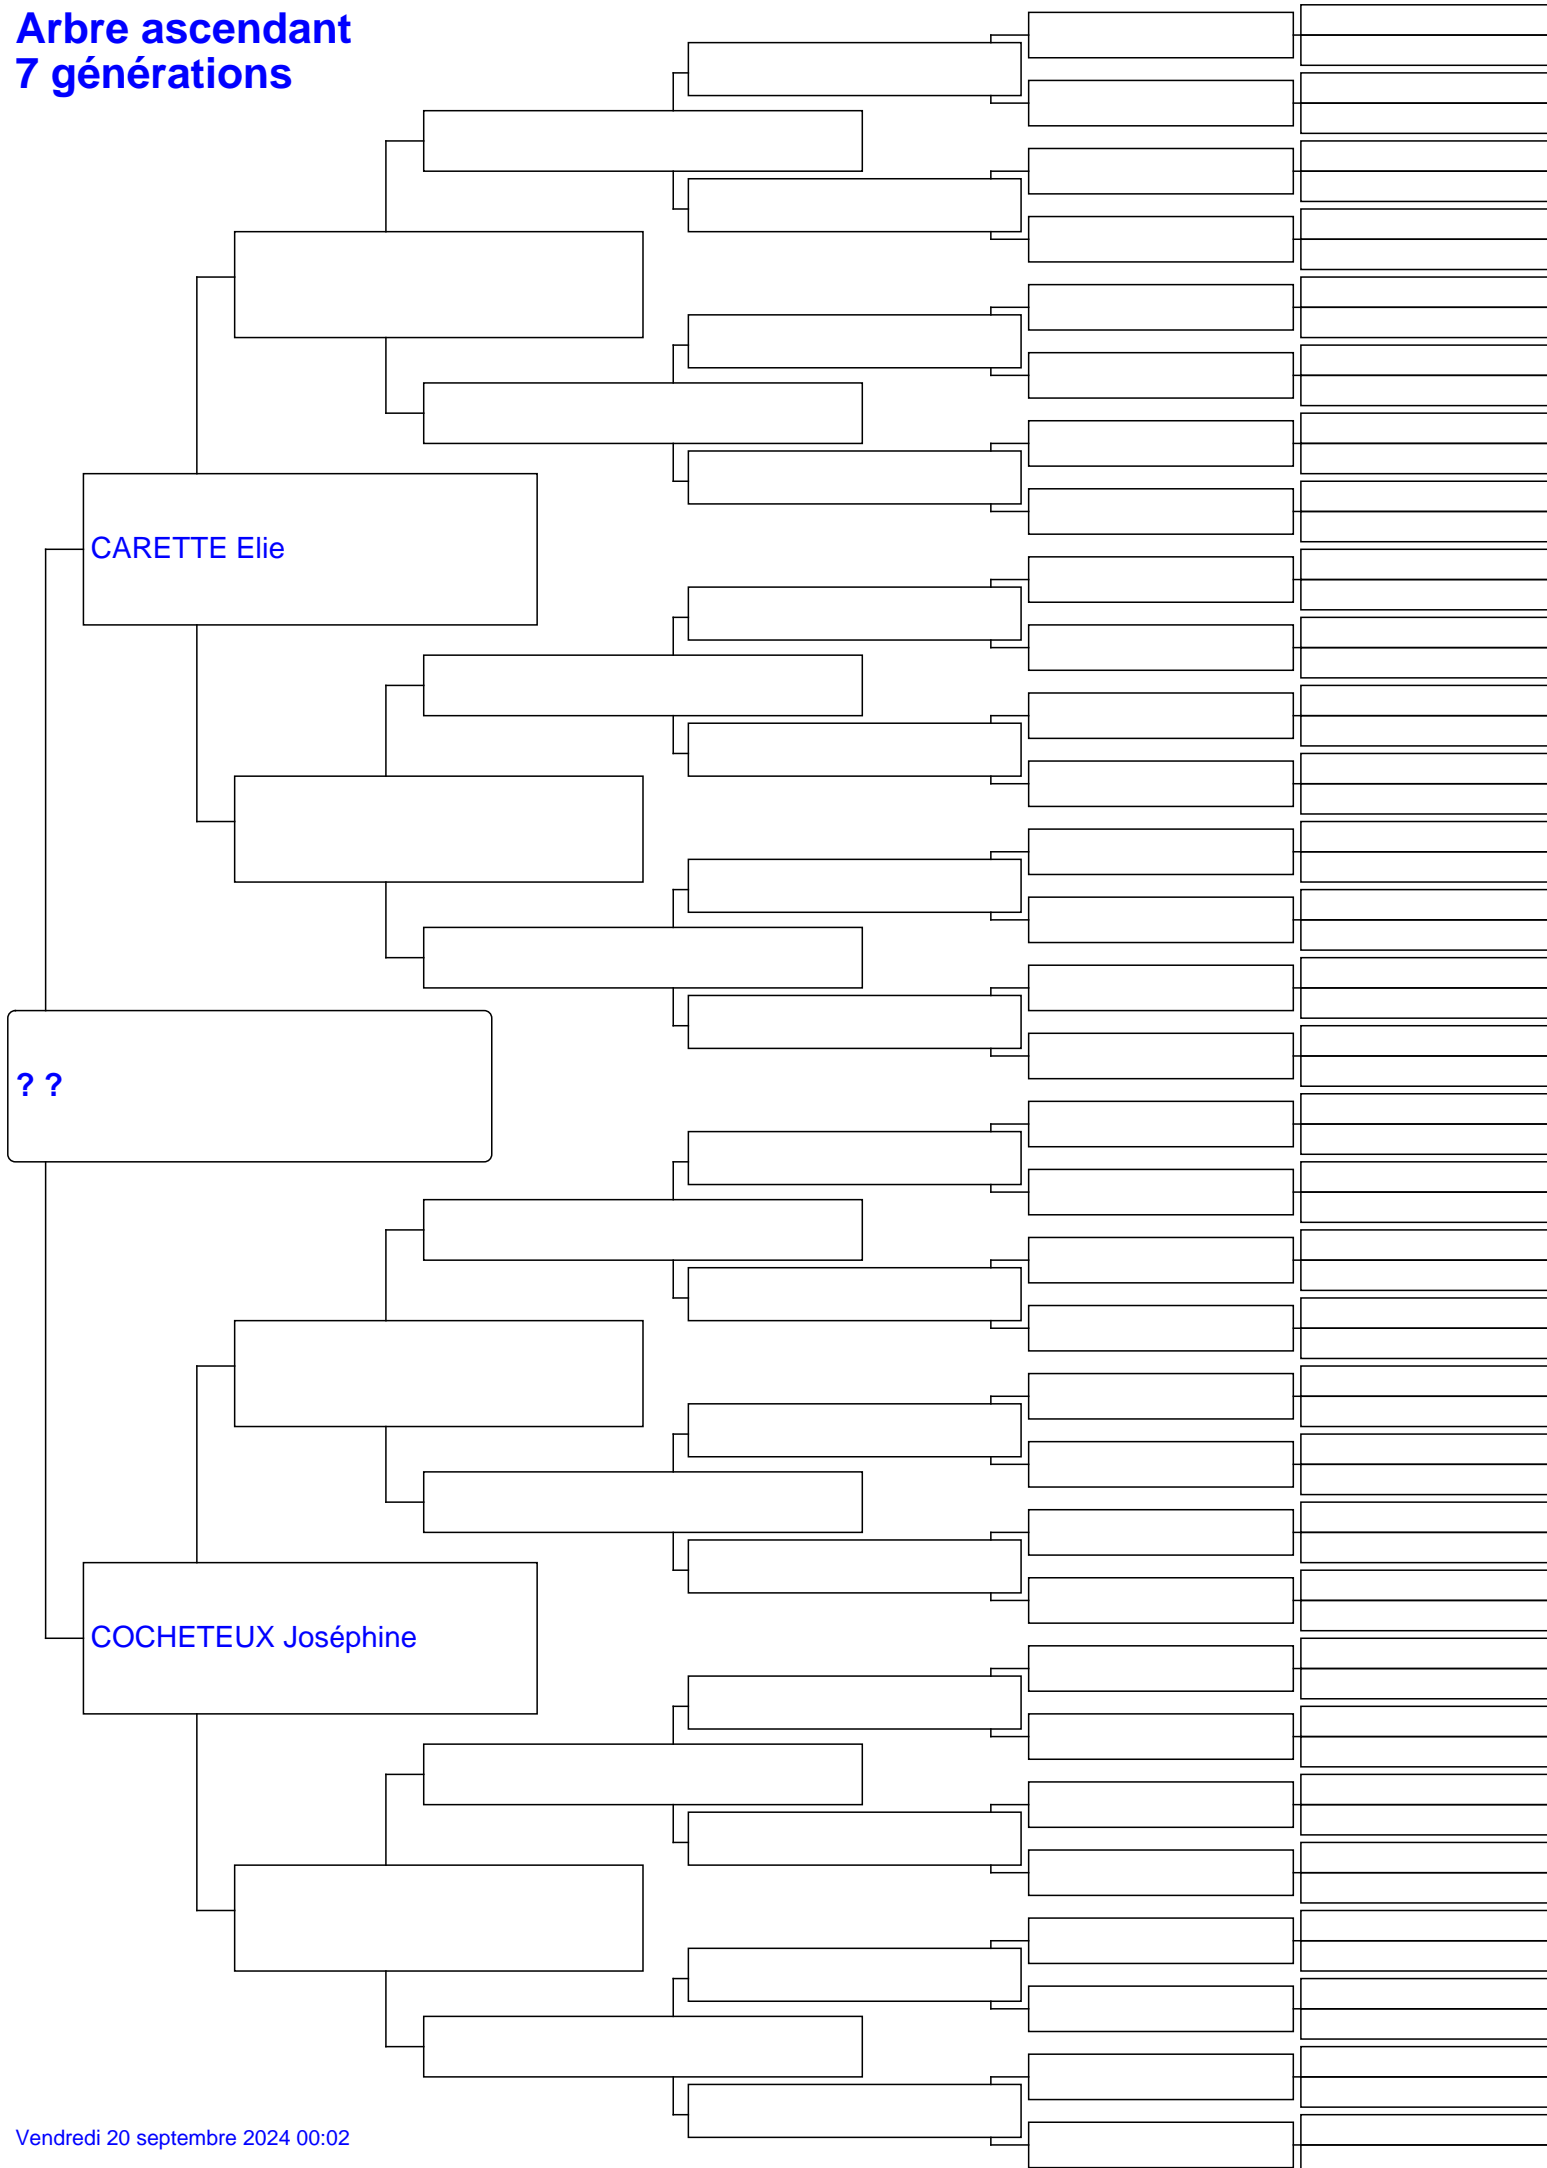 Arbre ascendant
7 générations
CARETTE Elie
? ?
COCHETEUX Joséphine
Vendredi 20 septembre 2024 00:02